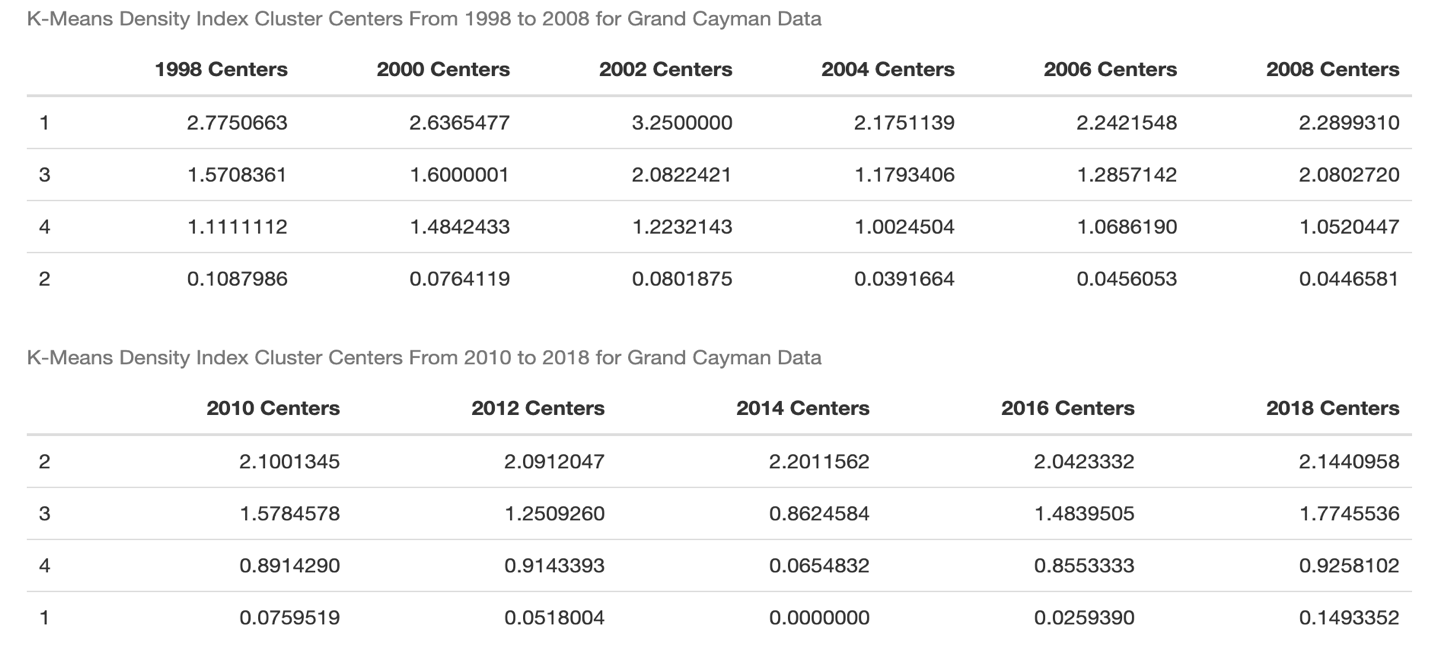 K-Means Density Index Cluster Centers From 1998 to 2008 for Grand Cayman Data
1998 Centers 2000 Centers 2002 Centers 2004 Centers 2006 Centers 2008 Centers
1 2.7750663 2.6365477 3.2500000 2.1751139 2.2421548 2.2899310
3 1.5708361 1.6000001 2.0822421 1.1793406 1.2857142 2.0802720
4 1.1111112 1.4842433 1.2232143 1.0024504 1.0686190 1.0520447
2 0.1087986 0.0764119 0.0801875 0.0391664 0.0456053 0.0446581
K-Means Density Index Cluster Centers From 2010 to 2018 for Grand Cayman Data
2010 Centers 2012 Centers 2014 Centers 2016 Centers 2018 Centers
2 2.1001345 2.0912047 2.2011562 2.0423332 2.1440958
3 1.5784578 1.2509260 0.8624584 1.4839505 1.7745536
4 0.8914290 0.9143393 0.0654832 0.8553333 0.9258102
1 0.0759519 0.0518004 0.0000000 0.0259390 0.1493352